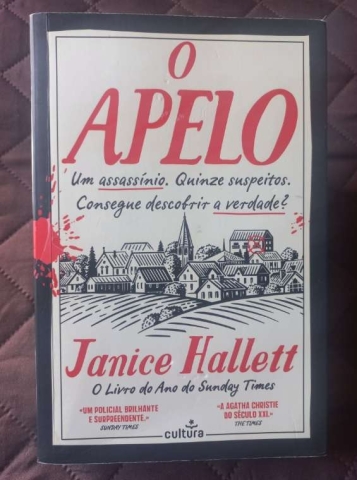 O
APELO
Um assassínio. Quinze suspeitos.
Consegue descobrir a verdade?
Janice Hallett
O Livro do Ano do Sunday Times
«UM POLICIAL BRILHANTE
E SURPREENDENTE.»
SUNDAY TIMES
«A AGATHA CHRISTIE
DO SÉCULO XXI.»
THE TIMES
cultura